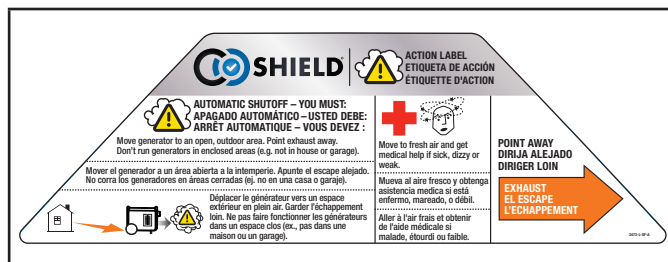 CO SHIELD®
ACTION LABEL
ETIQUETA DE ACCIÓN
ÉTIQUETTE D'ACTION
AUTOMATIC SHUTOFF – YOU MUST:
APAGADO AUTOMÁTICO – USTED DEBE:
ARRÊT AUTOMATIQUE – VOUS DEVEZ :
Move generator to an open, outdoor area. Point exhaust away.
Don't run generators in enclosed areas (e.g. not in house or garage).
Mover el generador a un área abierta a la intemperie. Apunte el escape alejado.
No corra los generadores en áreas cerradas (ej. no en una casa o garaje).
Déplacer le générateur vers un espace
extérieur en plein air. Garder l'échappement
loin. Ne pas faire fonctionner les générateurs
dans un espace clos (ex., pas dans une
maison ou un garage).
Move to fresh air and get
medical help if sick, dizzy or
weak.
Mueva al aire fresco y obtenga
asistencia medica si está
enfermo, mareado, o débil.
Aller à l'air frais et obtenir
de l'aide médicale si
malade, étourdi ou faible.
POINT AWAY
DIRIJA ALEJADO
DIRIGER LOIN
EXHAUST
EL ESCAPE
L'ECHAPPEMENT